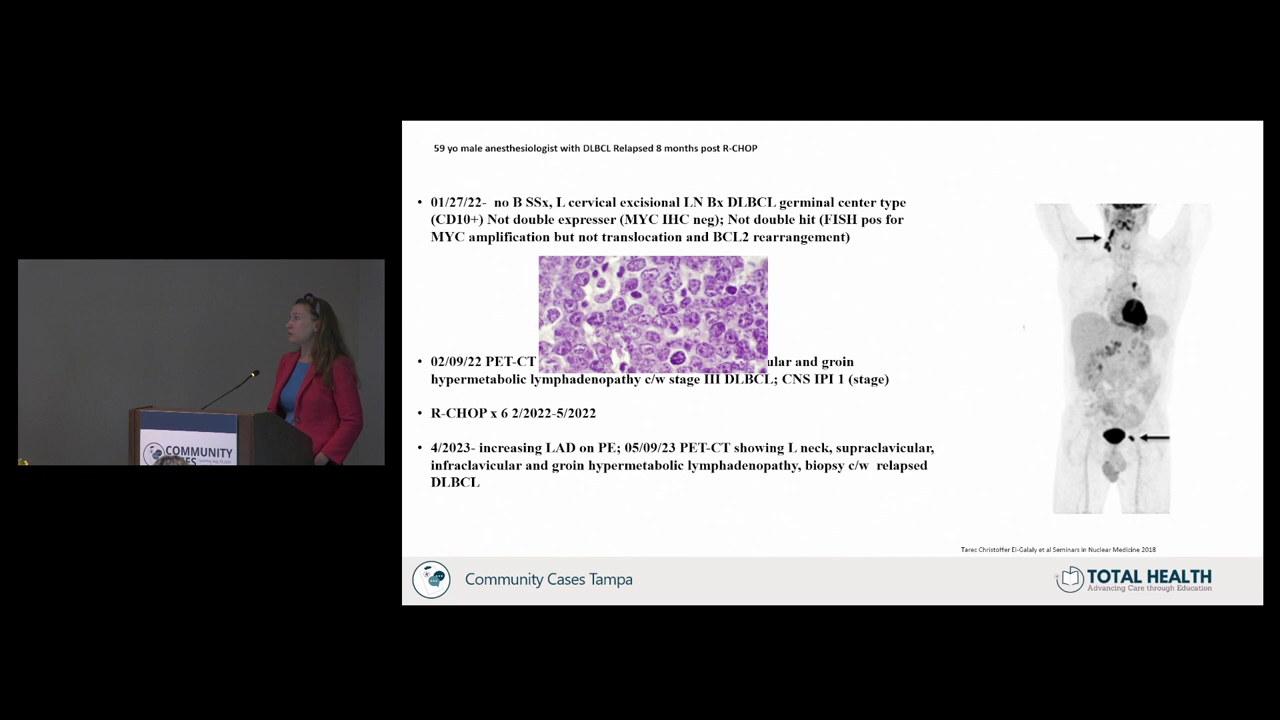 59 yo male anesthesiologist with DLBCL Relapsed 8 months post R-CHOP
• 01/27/22- no B SSx, L cervical excisional LN Bx DLBCL germinal center type
(CD10+) Not double expresser (MYC IHC neg); Not double hit (FISH pos for
MYC amplification but not translocation and BCL2 rearrangement)
• 02/09/22 PET-CT and groin
hypermetabolic lymphadenopathy c/w stage III DLBCL; CNS IPI 1 (stage)
• R-CHOP x 6 2/2022-5/2022
• 4/2023- increasing LAD on PE; 05/09/23 PET-CT showing L neck, supraclavicular,
infraclavicular and groin hypermetabolic lymphadenopathy, biopsy c/w relapsed
DLBCL
Tarec Christoffer El-Galaly et al Seminars in Nuclear Medicine 2018
Community Cases Tampa
TOTAL HEALTH
Advancing Care through Education
COMMUNITY